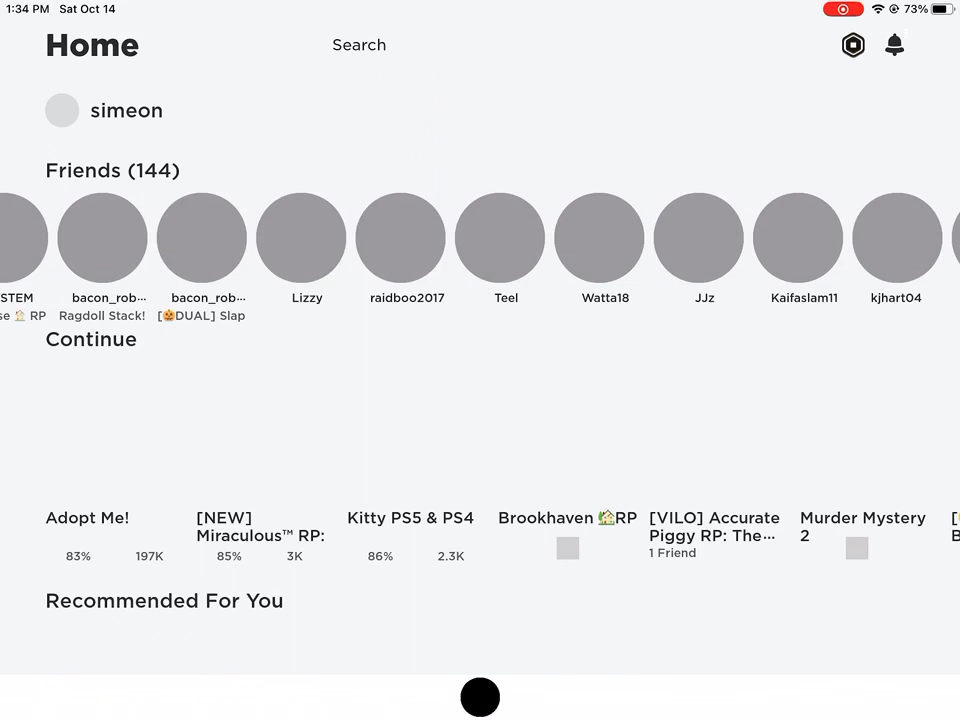 1:34 PM Sat Oct 14 73%
Home Search
simeon
Friends (144)
STEM bacon_rob··· bacon_rob··· Lizzy raidboo2017 Teel Watta18 JJz Kaifaslam11 kjhart04
se 🏠 RP Ragdoll Stack! [🎃DUAL] Slap
Continue
Adopt Me! [NEW] Kitty PS5 & PS4 Brookhaven 🏡RP [VILO] Accurate Murder Mystery
Miraculous™ RP: Piggy RP: The··· 2
83% 197K 85% 3K 86% 2.3K 1 Friend
Recommended For You